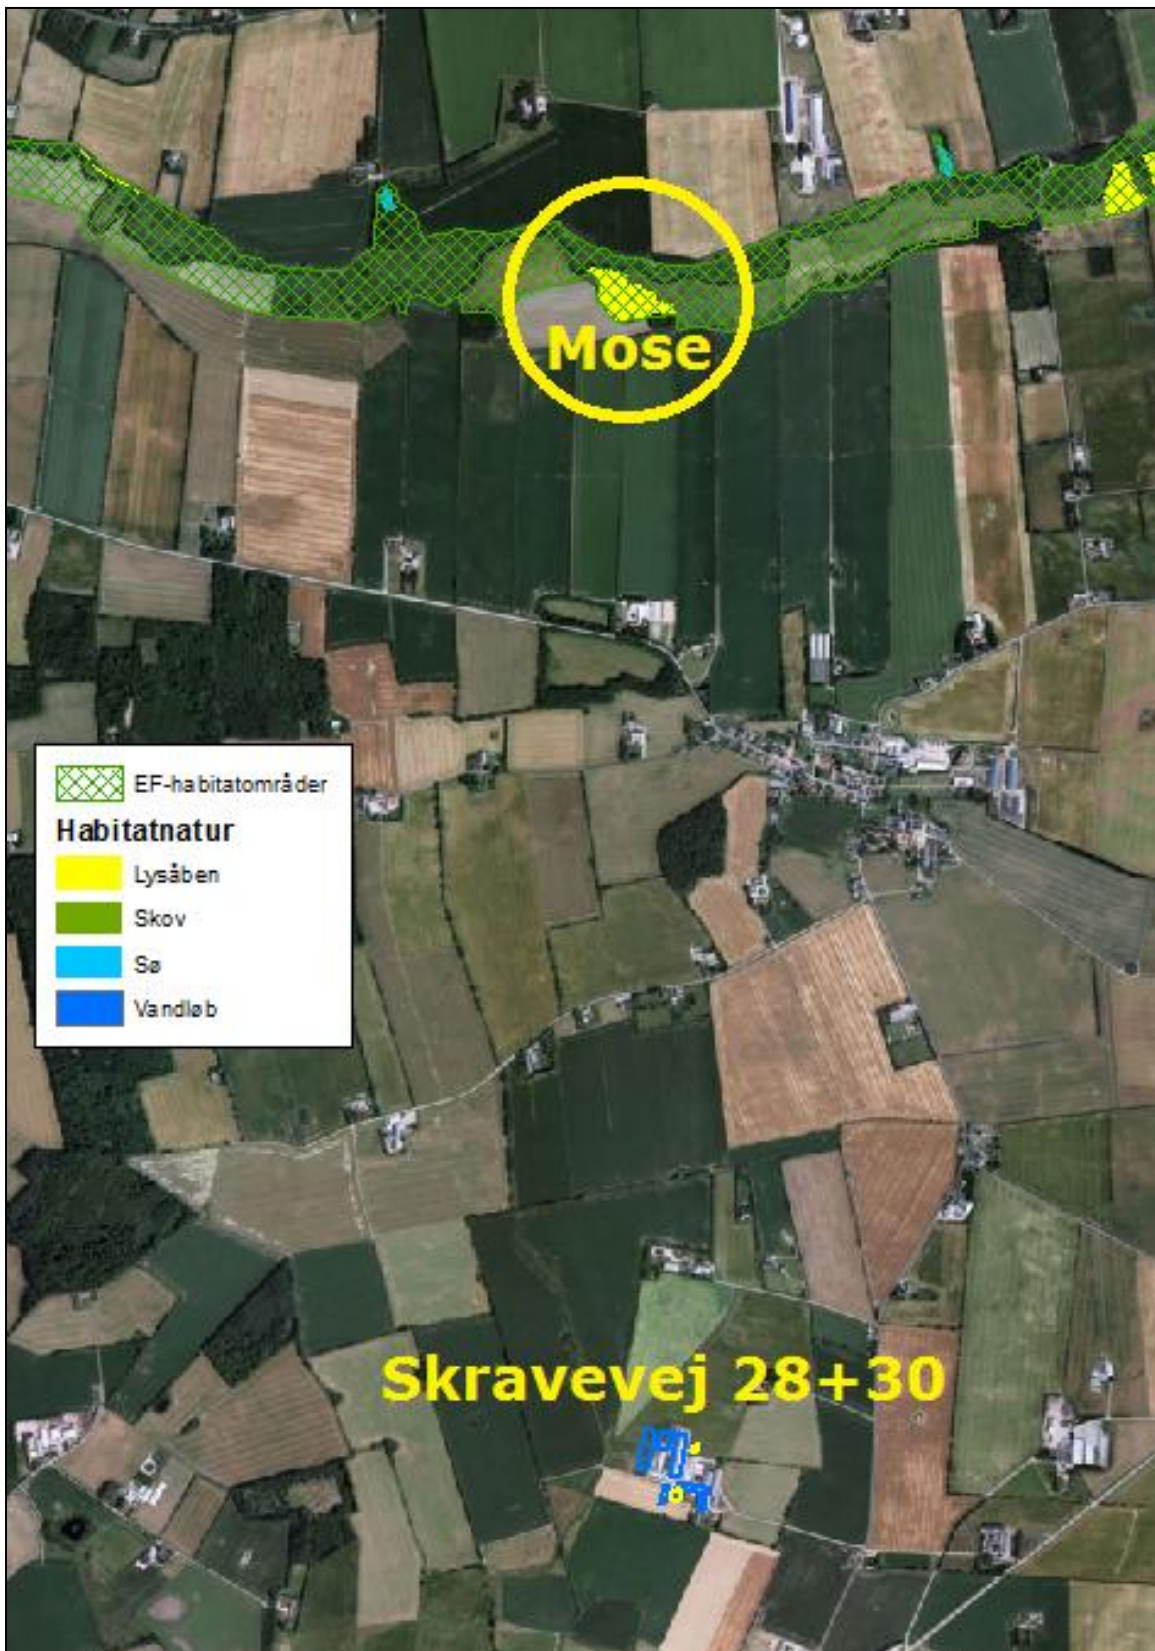 Mose
EF-habitatområder
Habitatnatur
Lysåben
Skov
Sø
Vandløb
Skravevej 28+30